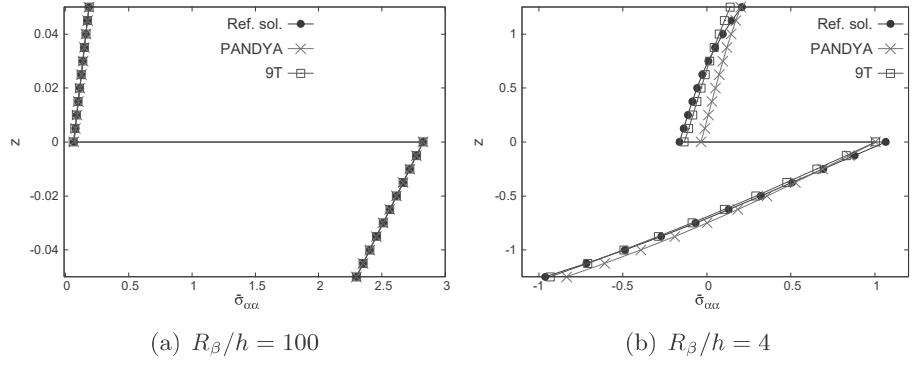 0.04
0.02
0
-0.02
-0.04
z
Ref. sol.
PANDYA
9T
0
0.5
1
1.5
2
2.5
3
σ̄αα
(a) Rβ/h = 100
1
0.5
0
-0.5
-1
z
Ref. sol.
PANDYA
9T
-1
-0.5
0
0.5
1
σ̄αα
(b) Rβ/h = 4